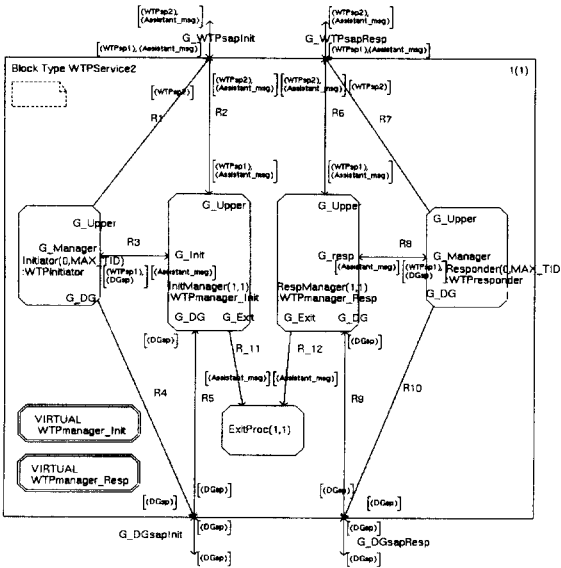 [(WTPsp2), (Assistant_msg)]
[(WTPsp2), (Assistant_msg)]
G_WTPsapInit
G_WTPsapResp
[(WTPsp1), (Assistant_msg)]
[(WTPsp1),(Assistant_msg)]
Block Type WTPService2
1(1)
[(WTPsp2)]
[(WTPsp2), (Assistant_msg)]
[(WTPsp2), (Assistant_msg)]
[(WTPsp2)]
R1
R2
R6
R7
[(WTPsp1), (Assistant_msg)]
[(WTPsp1), (Assistant_msg)]
G_Upper
G_Upper
G_Upper
G_Upper
R3
R8
G_Manager
G_Init
G_resp
G_Manager
Initiator(0,MAX_TID)
:WTPinitiator
[(WTPsp1), (DGsp)]
[(Assistant_msg)]
[(Assistant_msg)]
[(WTPsp1), (DGsp)]
Responder(0,MAX_TID
:WTPresponder
InitManager(1,1)
:WTPmanager_Init
RespManager(1,1)
:WTPmanager_Resp
G_DG
G_DG
G_Exit
G_Exit
G_DG
G_DG
[(DGsp)]
R_11
R_12
[(DGsp)]
R4
R5
[(Assistant_msg)]
[(Assistant_msg)]
R9
R10
VIRTUAL
WTPmanager_Init
ExitProc(1,1)
VIRTUAL
WTPmanager_Resp
[(DGsp)]
[(DGsp)]
[(DGsp)]
[(DGsp)]
G_DGsapInit
[(DGsp)]
[(DGsp)]
G_DGsapResp
[(DGsp)]
[(DGsp)]